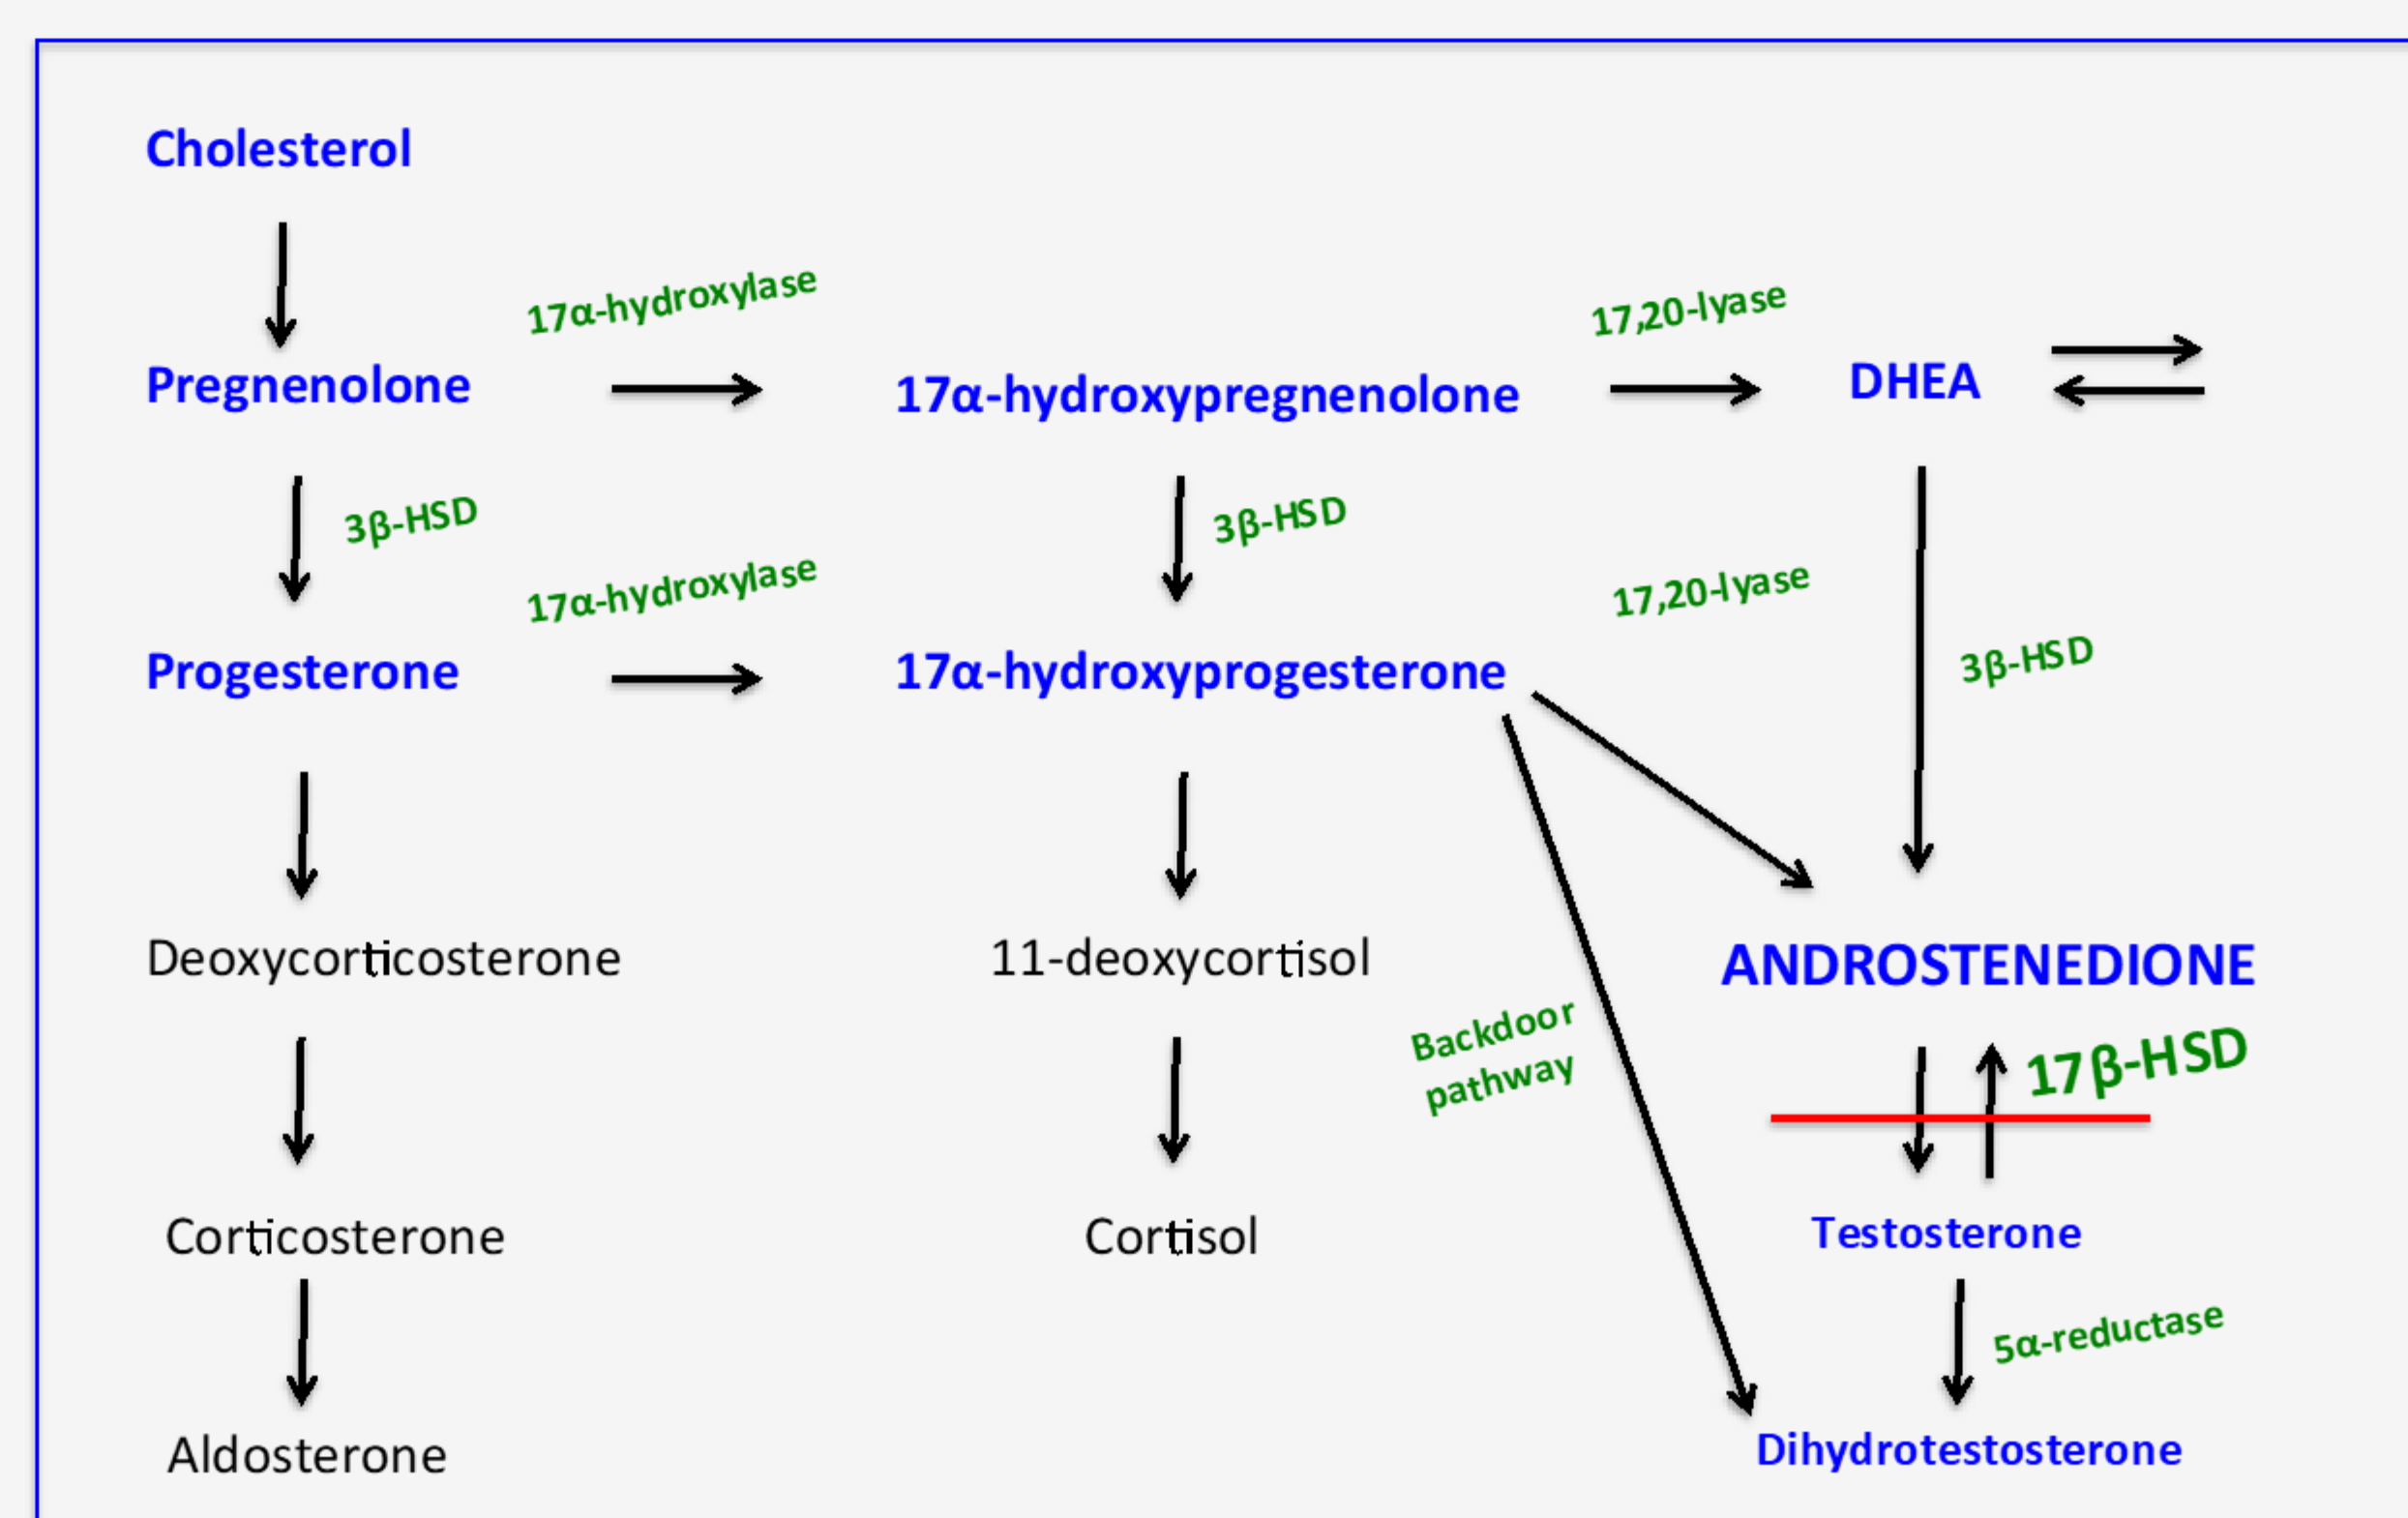 Cholesterol
17α-hydroxylase
17,20-lyase
Pregnenolone
17α-hydroxypregnenolone
DHEA
3β-HSD
3β-HSD
17α-hydroxylase
17,20-lyase
3β-HSD
Progesterone
17α-hydroxyprogesterone
Deoxycorticosterone
11-deoxycortisol
ANDROSTENEDIONE
Backdoor
pathway
17β-HSD
Corticosterone
Cortisol
Testosterone
5α-reductase
Aldosterone
Dihydrotestosterone